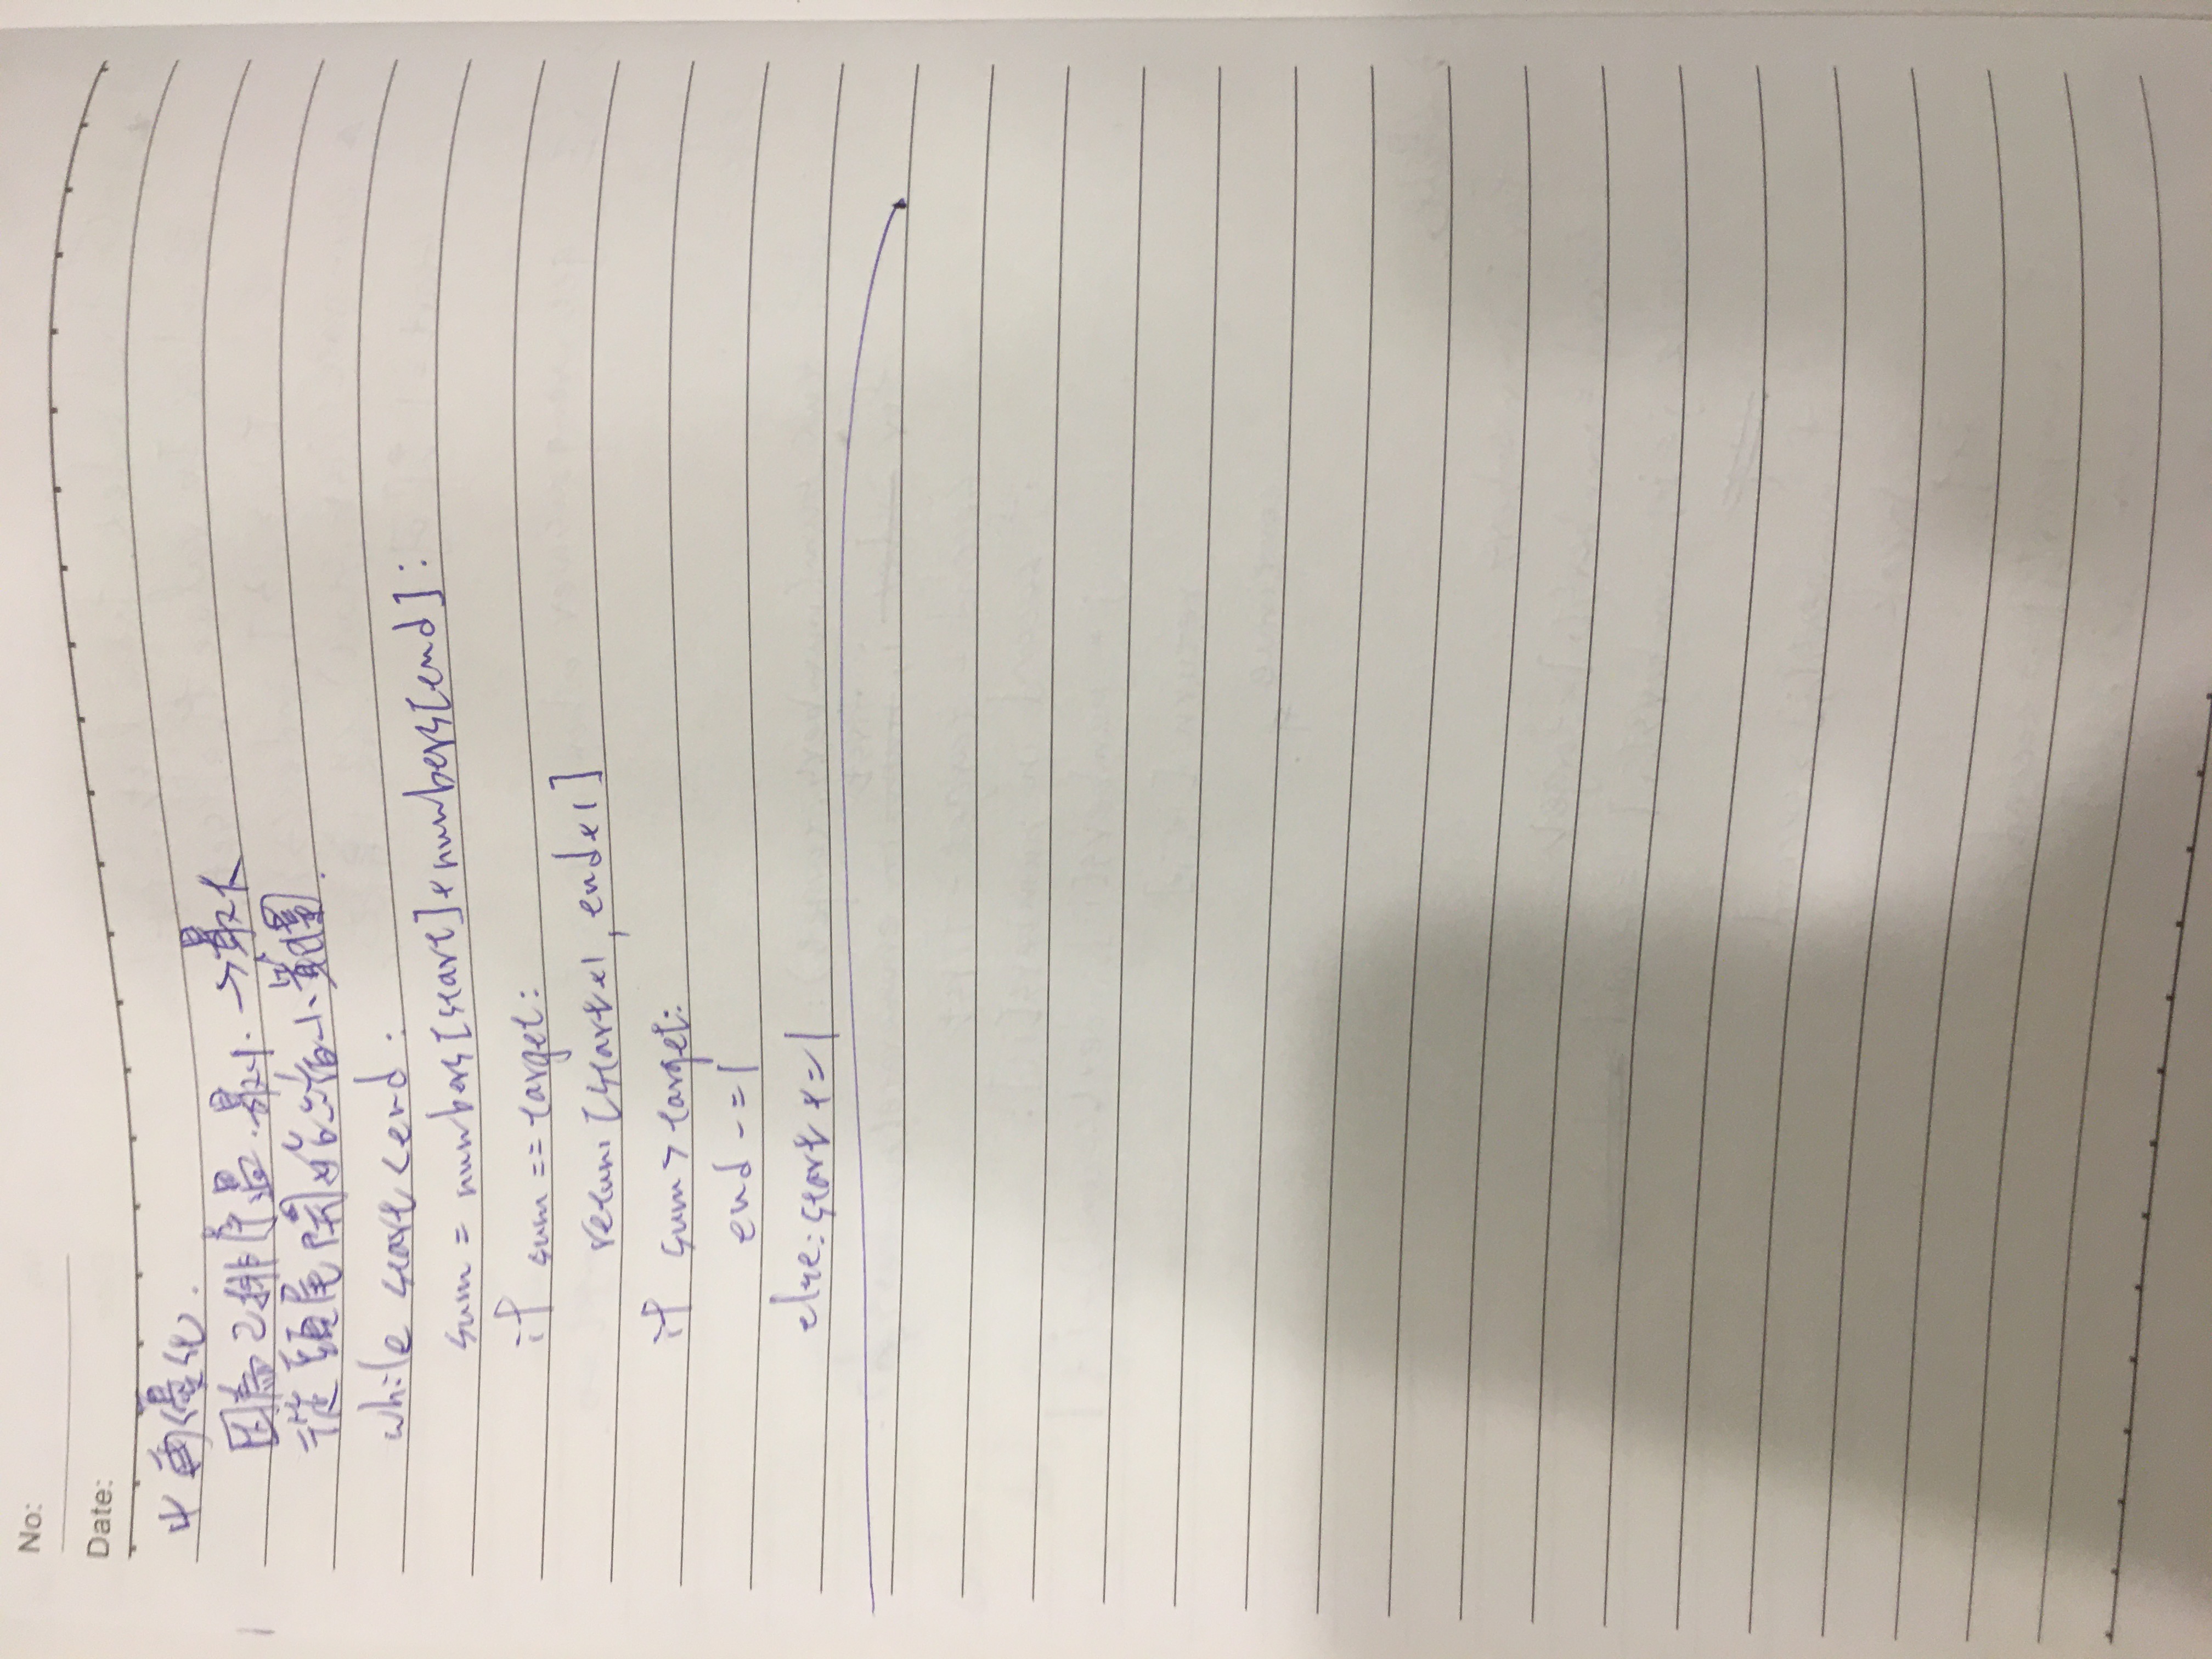 No:
Date:
4 再優化.
因為已排序過.最小→最大
從頭尾開始縮小範圍.
while start<end:
sum = numbers[start]+numbers[end]:
if sum == target:
return [start+1, end+1]
if sum > target:
end -=1
else: start +=1